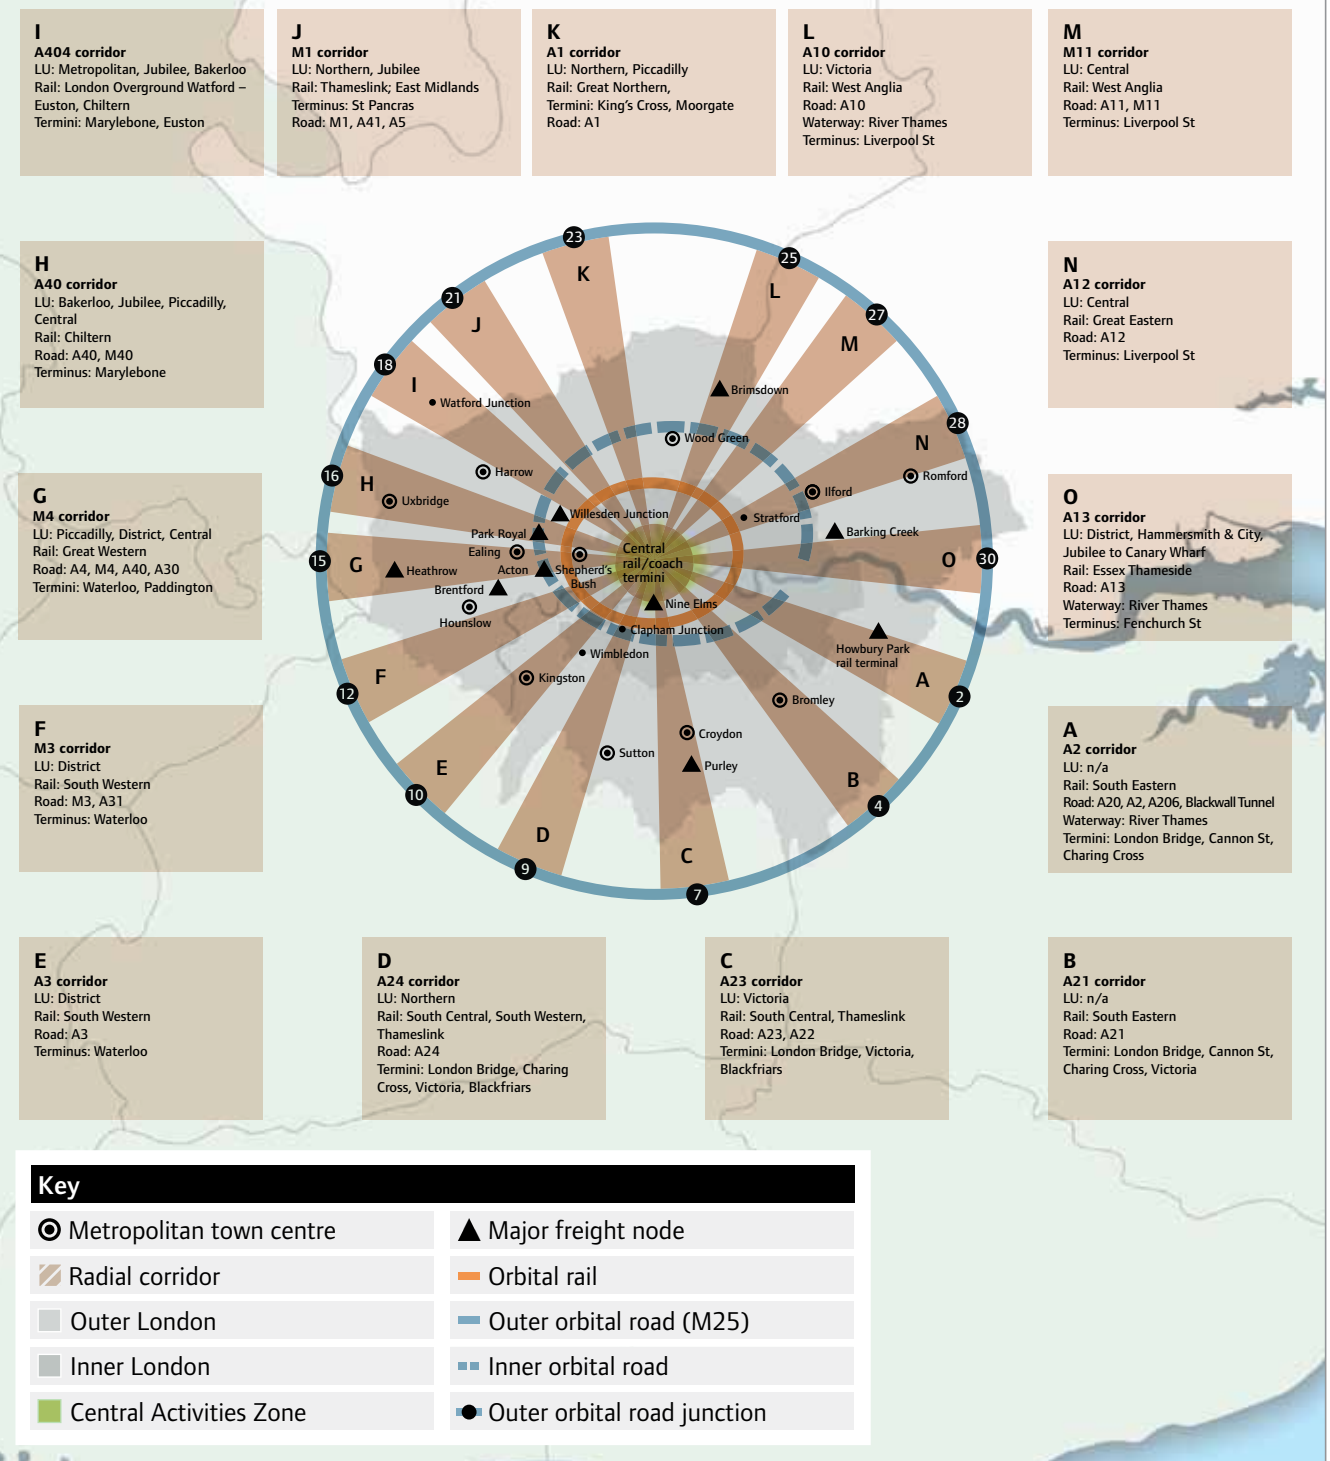 I
A404 corridor
LU: Metropolitan, Jubilee, Bakerloo
Rail: London Overground Watford –
Euston, Chiltern
Termini: Marylebone, Euston
J
M1 corridor
LU: Northern, Jubilee
Rail: Thameslink; East Midlands
Terminus: St Pancras
Road: M1, A41, A5
K
A1 corridor
LU: Northern, Piccadilly
Rail: Great Northern,
Termini: King's Cross, Moorgate
Road: A1
L
A10 corridor
LU: Victoria
Rail: West Anglia
Road: A10
Waterway: River Thames
Terminus: Liverpool St
M
M11 corridor
LU: Central
Rail: West Anglia
Road: A11, M11
Terminus: Liverpool St
H
A40 corridor
LU: Bakerloo, Jubilee, Piccadilly,
Central
Rail: Chiltern
Road: A40, M40
Terminus: Marylebone
N
A12 corridor
LU: Central
Rail: Great Eastern
Road: A12
Terminus: Liverpool St
G
M4 corridor
LU: Piccadilly, District, Central
Rail: Great Western
Road: A4, M4, A40, A30
Termini: Waterloo, Paddington
O
A13 corridor
LU: District, Hammersmith & City,
Jubilee to Canary Wharf
Rail: Essex Thameside
Road: A13
Waterway: River Thames
Terminus: Fenchurch St
F
M3 corridor
LU: District
Rail: South Western
Road: M3, A31
Terminus: Waterloo
A
A2 corridor
LU: n/a
Rail: South Eastern
Road: A20, A2, A206, Blackwall Tunnel
Waterway: River Thames
Termini: London Bridge, Cannon St,
Charing Cross
23
25
K
L
21
27
J
M
18
I
Watford Junction
Brimsdown
28
Wood Green
N
16
Harrow
Romford
H
Uxbridge
Ilford
Willesden Junction
Stratford
Park Royal
Barking Creek
Ealing
Central
rail/coach
termini
15
G
Heathrow
Acton
Shepherd's
Bush
O
30
Brentford
Nine Elms
Hounslow
Clapham Junction
Howbury Park
rail terminal
Wimbledon
F
Kingston
A
12
2
Bromley
Croydon
Sutton
Purley
E
B
10
4
D
C
9
7
E
A3 corridor
LU: District
Rail: South Western
Road: A3
Terminus: Waterloo
D
A24 corridor
LU: Northern
Rail: South Central, South Western,
Thameslink
Road: A24
Termini: London Bridge, Charing
Cross, Victoria, Blackfriars
C
A23 corridor
LU: Victoria
Rail: South Central, Thameslink
Road: A23, A22
Termini: London Bridge, Victoria,
Blackfriars
B
A21 corridor
LU: n/a
Rail: South Eastern
Road: A21
Termini: London Bridge, Cannon St,
Charing Cross, Victoria
Key
Metropolitan town centre
Major freight node
Radial corridor
Orbital rail
Outer London
Outer orbital road (M25)
Inner London
Inner orbital road
Central Activities Zone
Outer orbital road junction